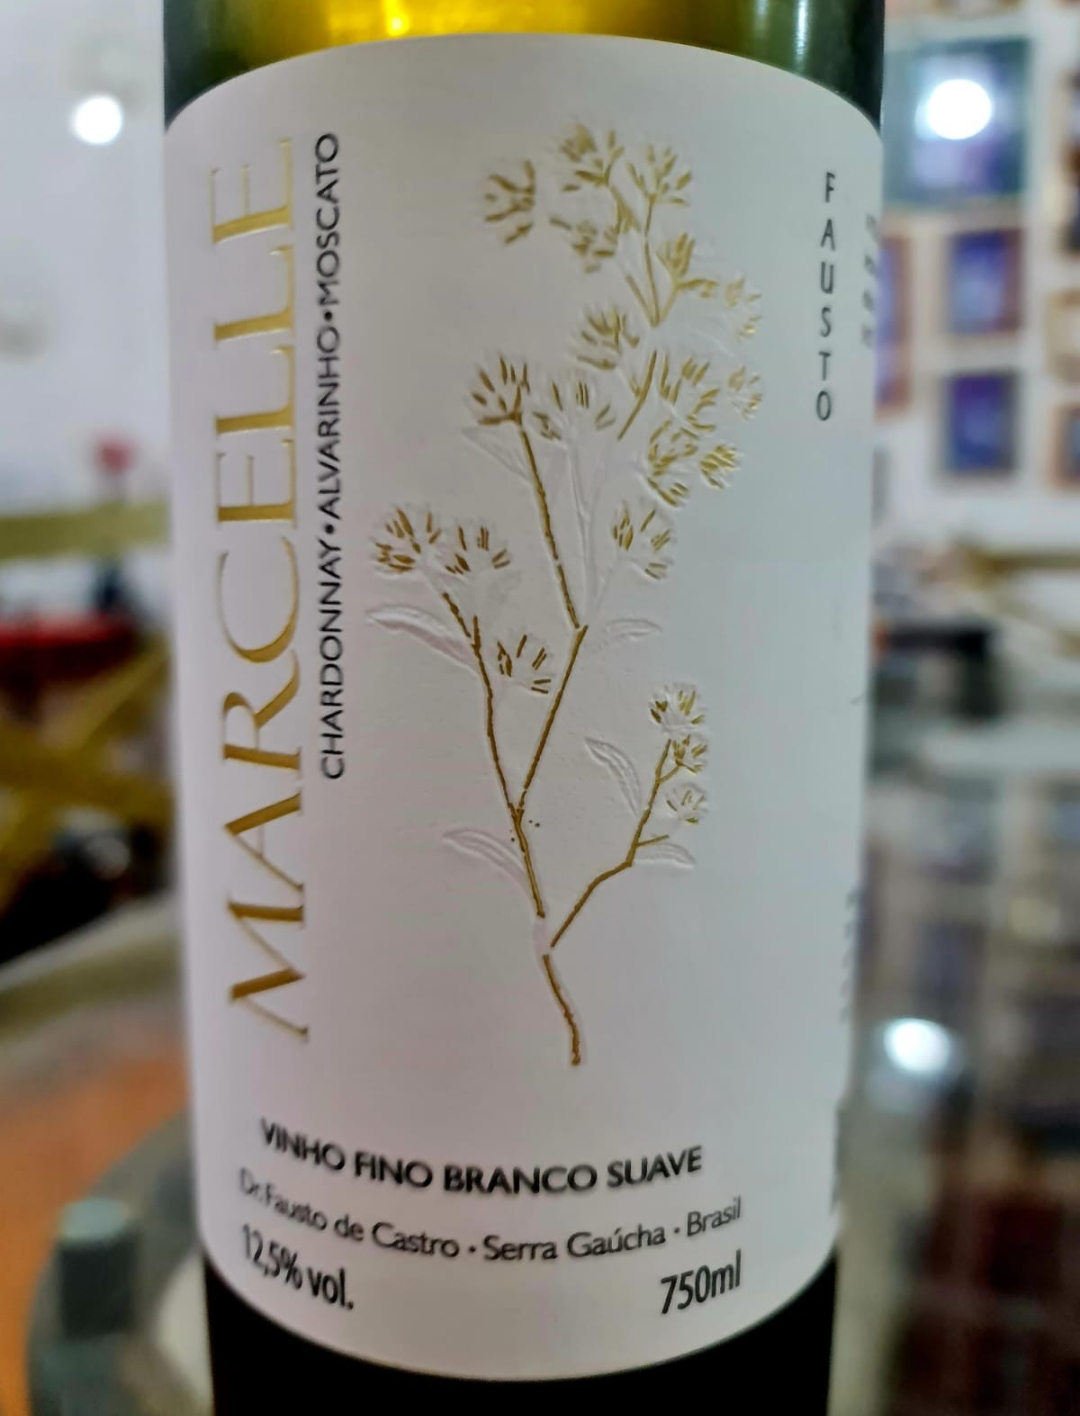 MARCELLE
CHARDONNAY•ALVARINHO•MOSCATO
FAUSTO
VINHO FINO BRANCO SUAVE
Dr. Fausto de Castro • Serra Gaúcha • Brasil
12,5% vol.
750ml